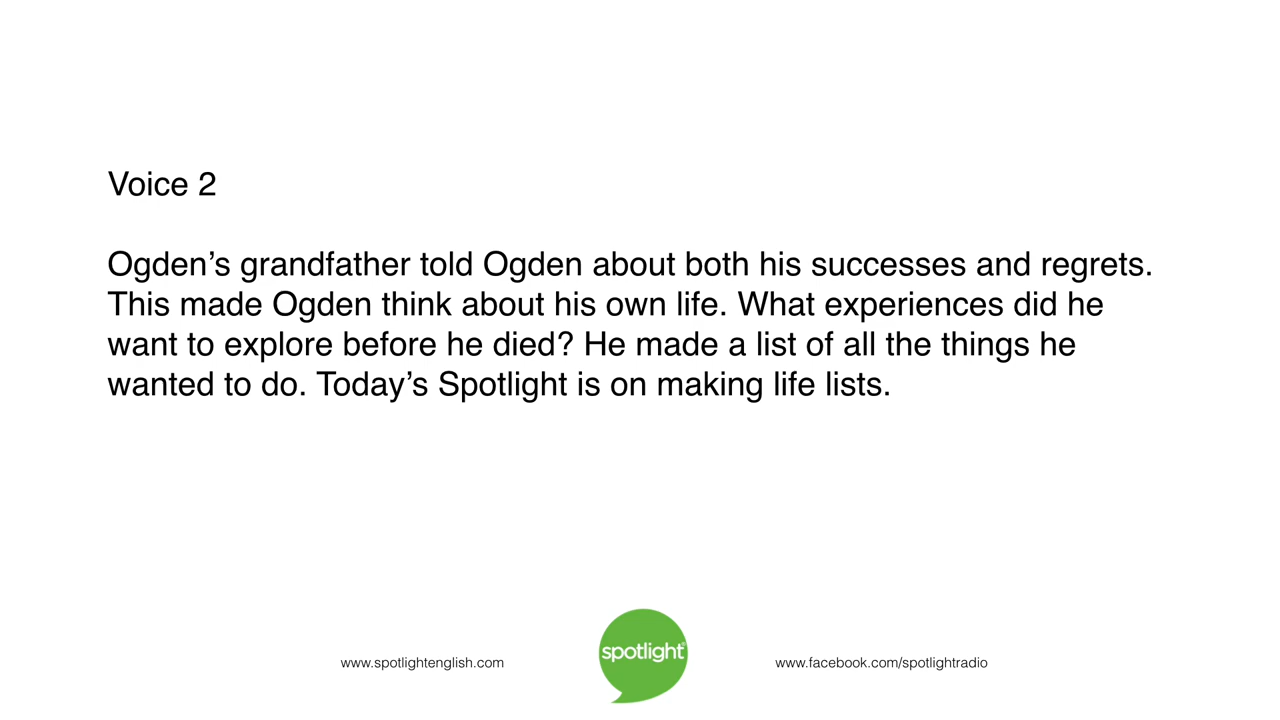 Voice 2
Ogden’s grandfather told Ogden about both his successes and regrets.
This made Ogden think about his own life. What experiences did he
want to explore before he died? He made a list of all the things he
wanted to do. Today’s Spotlight is on making life lists.
www.spotlightenglish.com
spotlight®
www.facebook.com/spotlightradio